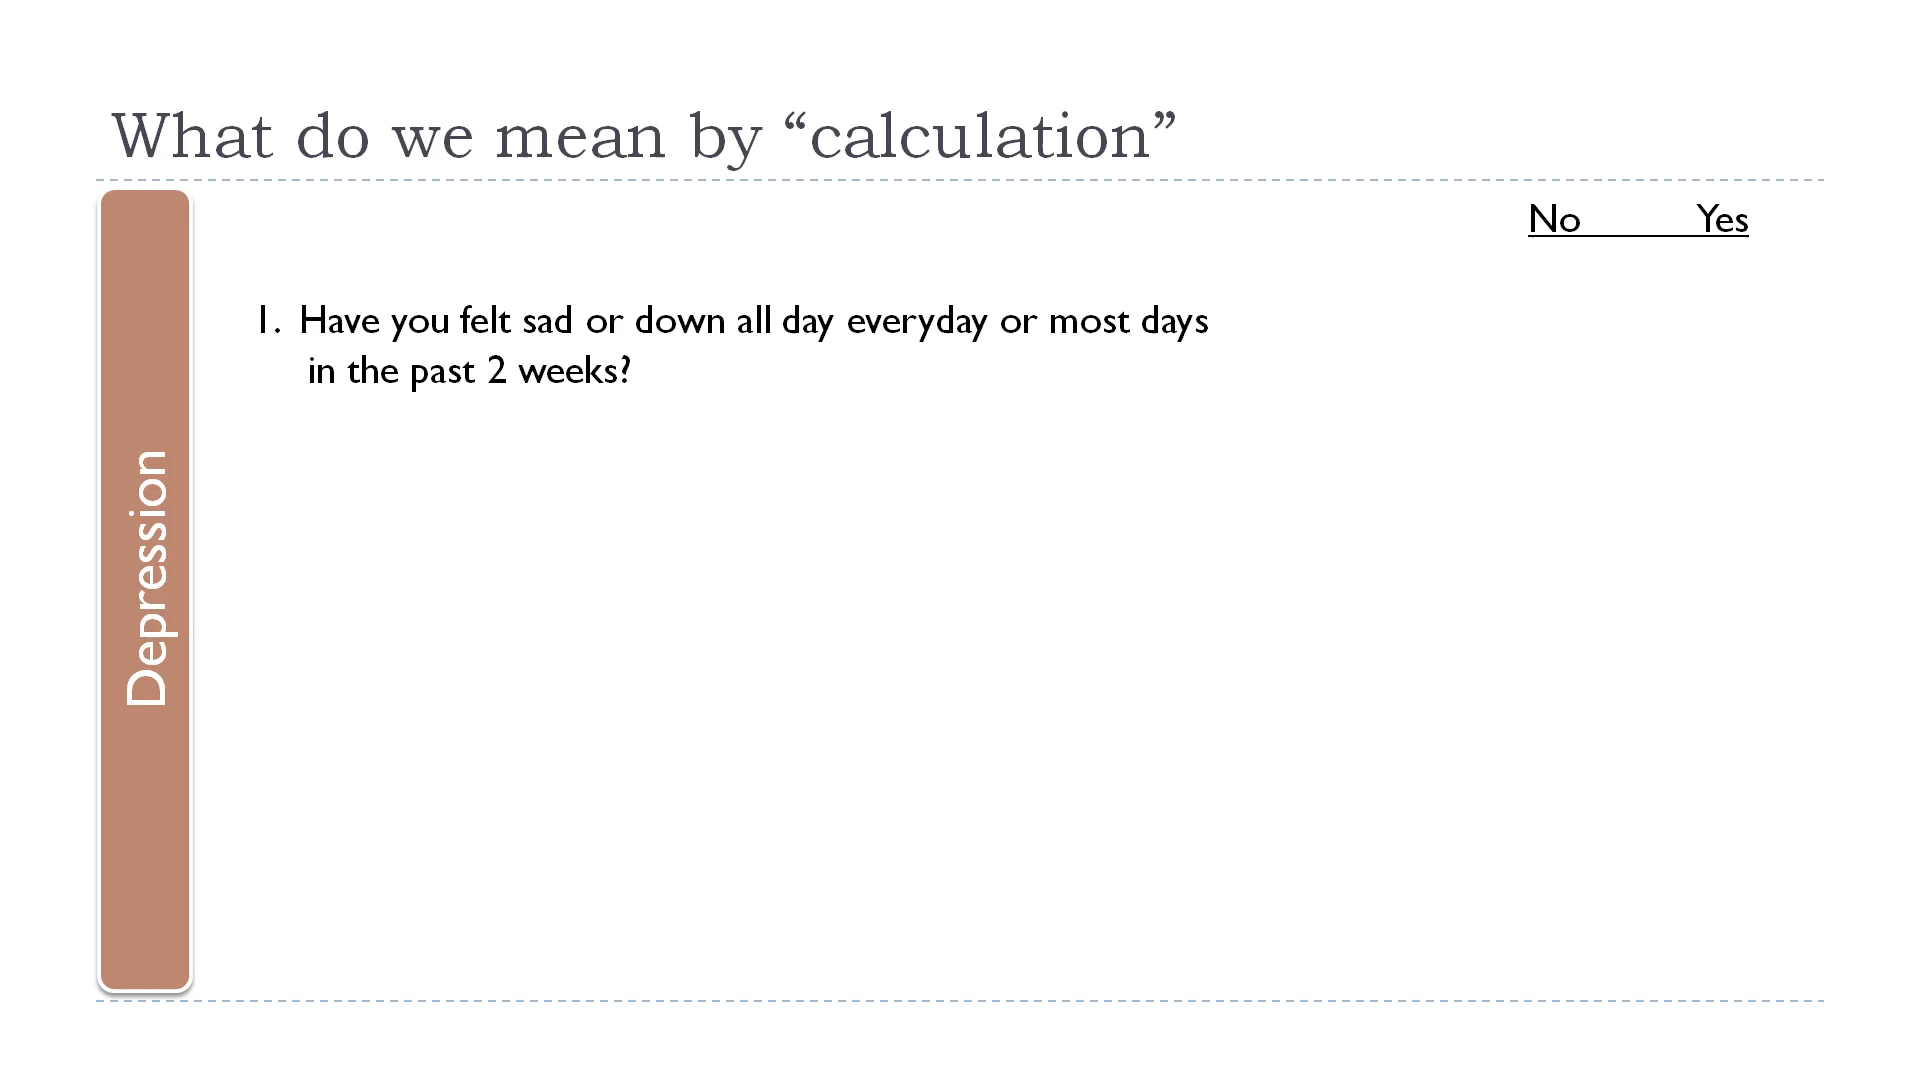 What do we mean by “calculation”
No Yes
1. Have you felt sad or down all day everyday or most days
in the past 2 weeks?
Depression